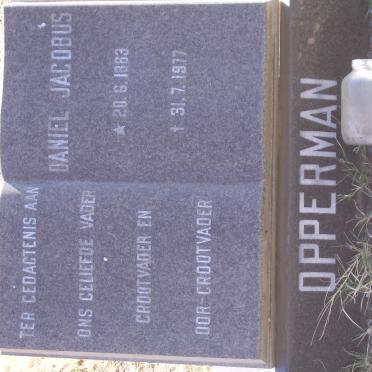 TER GEDAGTENIS AAN
ONS GELIEFDE VADER
GROOTVADER EN
OOR-GROOTVADER
DANIEL JACOBUS
★ 20.6.1883
† 31.7.1977
OPPERMAN